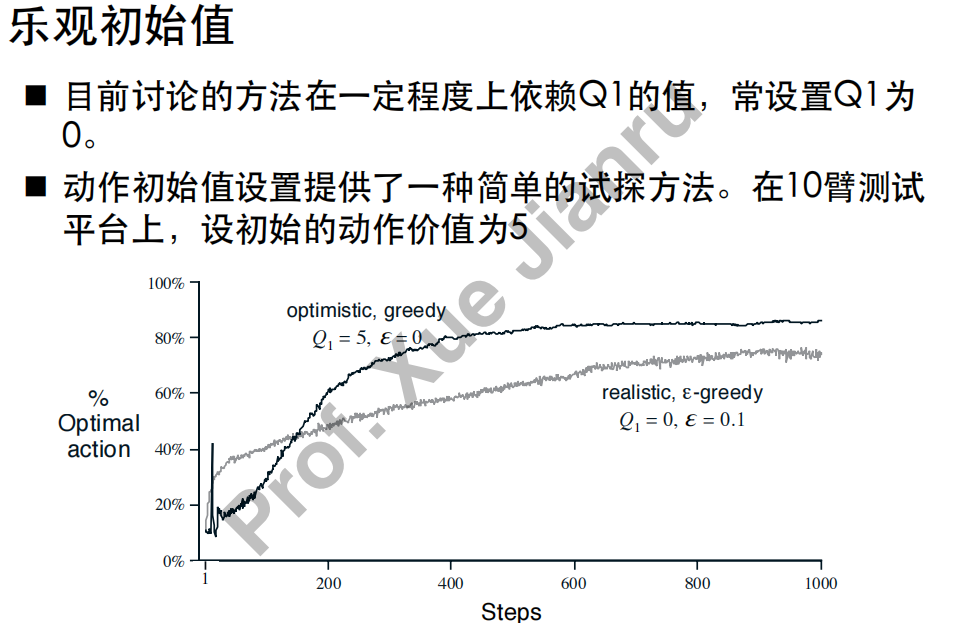 乐观初始值
■ 目前讨论的方法在一定程度上依赖Q1的值，常设置Q1为
0。
■ 动作初始值设置提供了一种简单的试探方法。在10臂测试
平台上，设初始的动作价值为5
100%
80%
60%
40%
20%
0%
%
Optimal
action
optimistic, greedy
Q1 = 5, ε = 0
realistic, ε-greedy
Q1 = 0, ε = 0.1
1 200 400 600 800 1000
Steps
Prof. Xue Jianru